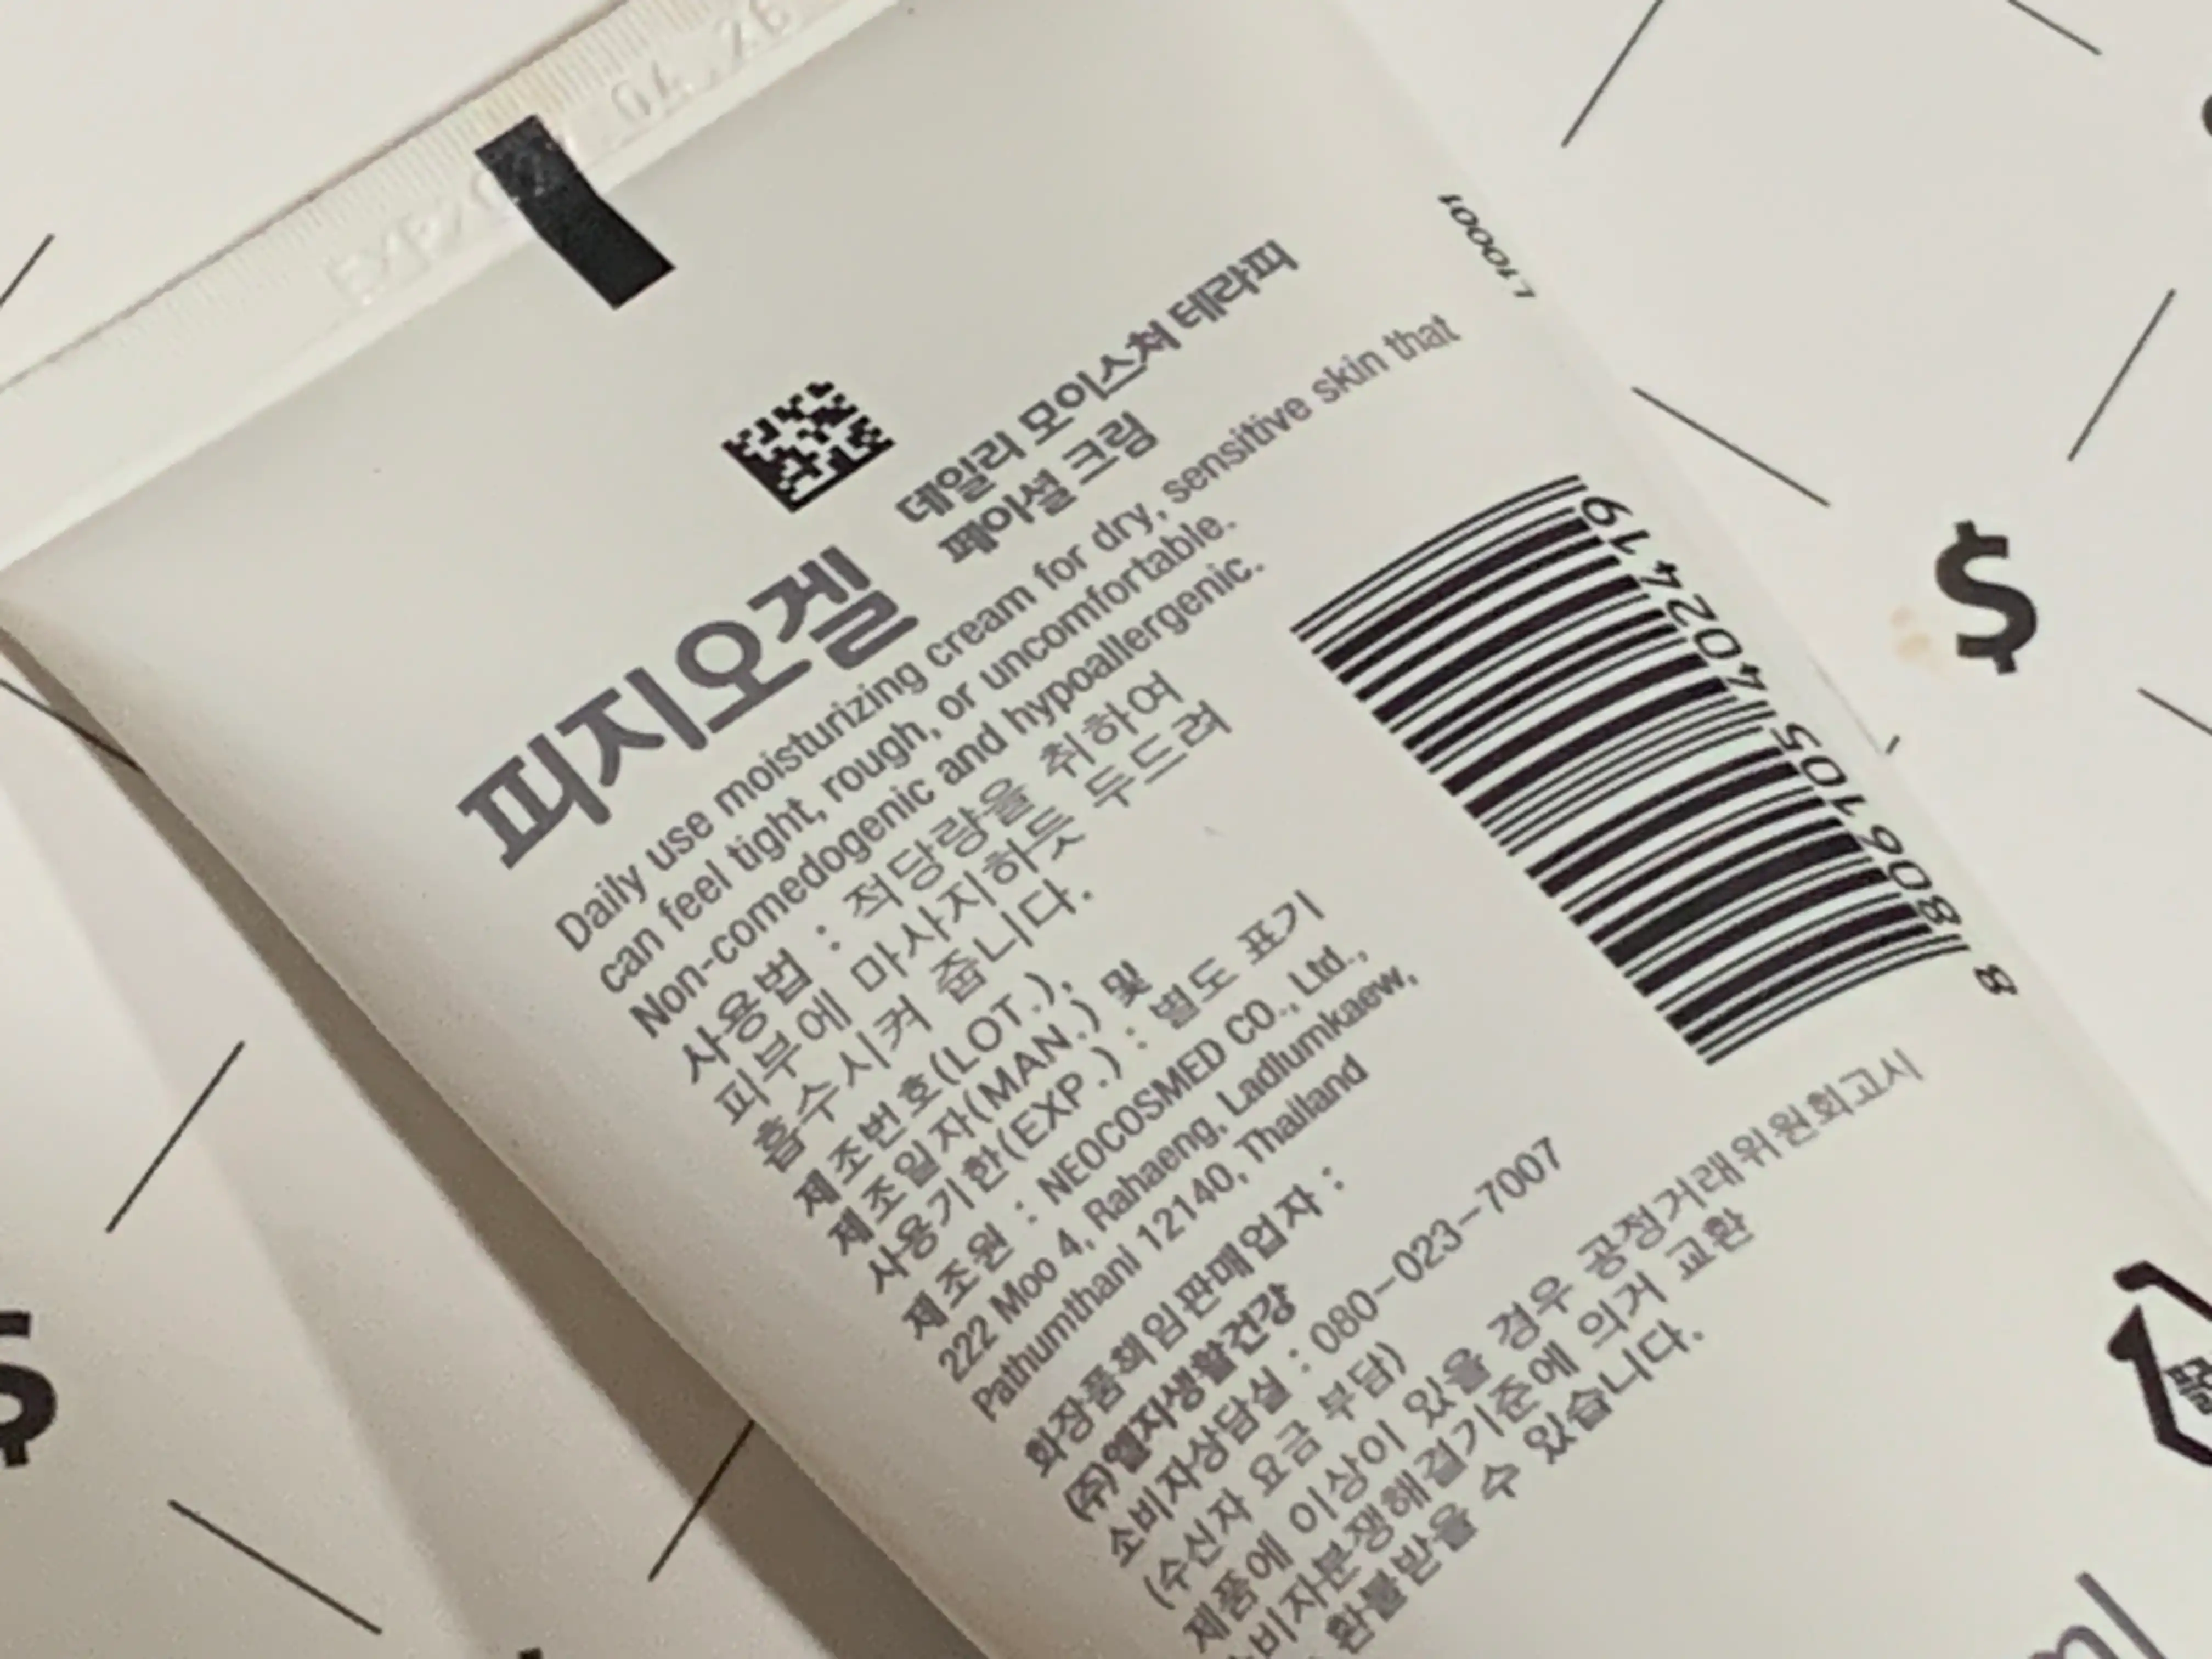 04.26
EXP/
L10001
데일리 모이스쳐 테라피
페이셜 크림
피지오겔
Daily use moisturizing cream for dry, sensitive skin that
can feel tight, rough, or uncomfortable.
Non-comedogenic and hypoallergenic.
사용법 : 적당량을 취하여
피부에 마사지하듯 두드려
흡수시켜 줍니다.
제조번호(LOT.),
제조일자(MAN.) 및
사용기한(EXP.) : 별도 표기
제조원 : NEOCOSMED CO., Ltd.,
222 Moo 4, Rahaeng, Ladlumkaew,
Pathumthani 12140, Thailand
화장품책임판매업자 :
(주)엘지생활건강
소비자상담실 : 080-023-7007
(수신자 요금 부담)
제품에 이상이 있을 경우 공정거래위원회고시
소비자분쟁해결기준에 의거 교환
환불받을 수 있습니다.
8 806105 402419
ml
$
$